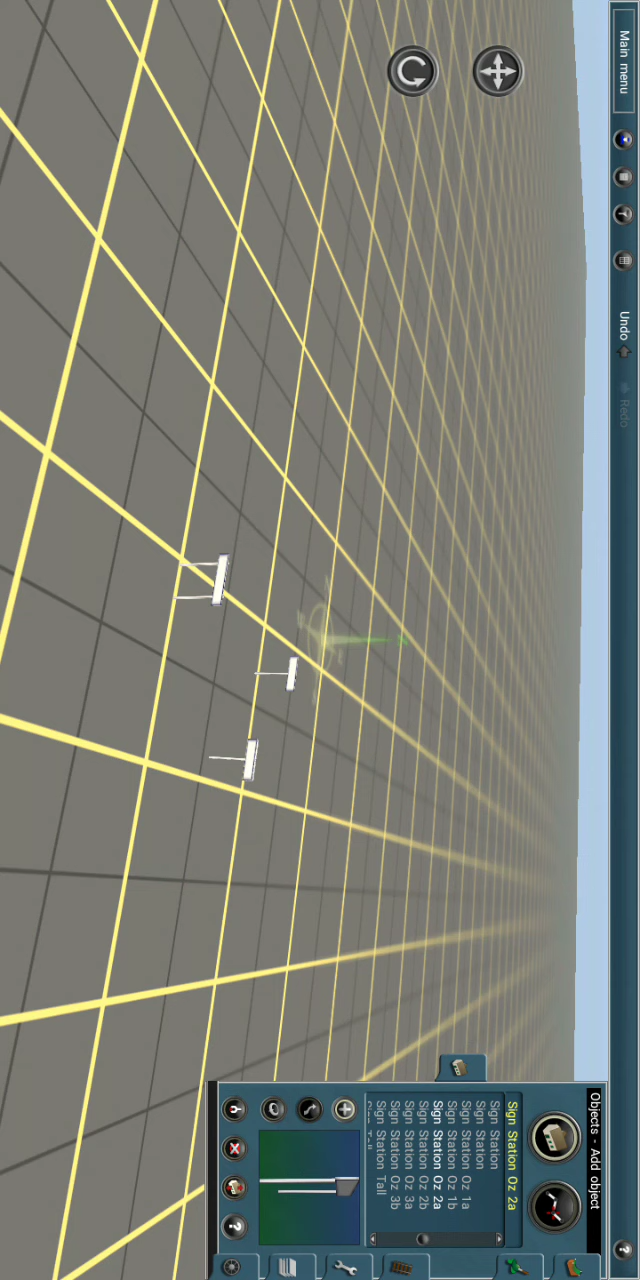 Main menu
Undo
Redo
?
Objects - Add object
Sign Station Oz 2a
Sign Station
Sign Station
Sign Station Oz 1a
Sign Station Oz 1b
Sign Station Oz 2a
Sign Station Oz 2b
Sign Station Oz 3a
Sign Station Oz 3b
Sign Station Tall
?